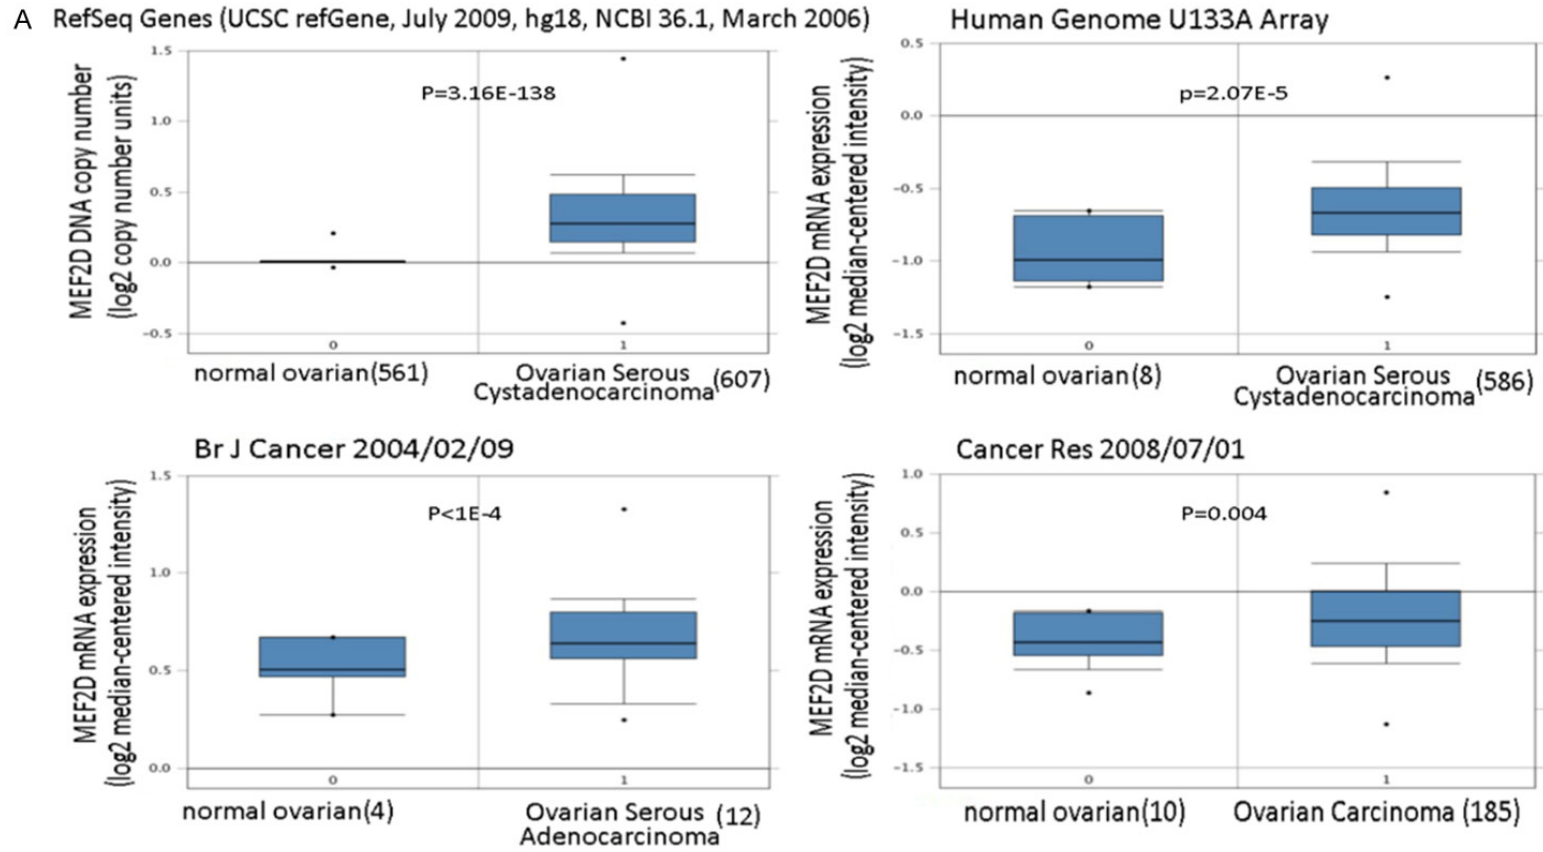 A
RefSeq Genes (UCSC refGene, July 2009, hg18, NCBI 36.1, March 2006)
MEF2D DNA copy number
(log2 copy number units)
1.5
1.0
0.5
0.0
-0.5
P=3.16E-138
0
1
normal ovarian(561)
Ovarian Serous
Cystadenocarcinoma(607)
Human Genome U133A Array
MEF2D mRNA expression
(log2 median-centered intensity)
0.5
0.0
-0.5
-1.0
-1.5
p=2.07E-5
0
1
normal ovarian(8)
Ovarian Serous
Cystadenocarcinoma(586)
Br J Cancer 2004/02/09
MEF2D mRNA expression
(log2 median-centered intensity)
1.5
1.0
0.5
0.0
P<1E-4
0
1
normal ovarian(4)
Ovarian Serous (12)
Adenocarcinoma
Cancer Res 2008/07/01
MEF2D mRNA expression
(log2 median-centered intensity)
1.0
0.5
0.0
-0.5
-1.0
-1.5
P=0.004
0
1
normal ovarian(10)
Ovarian Carcinoma (185)